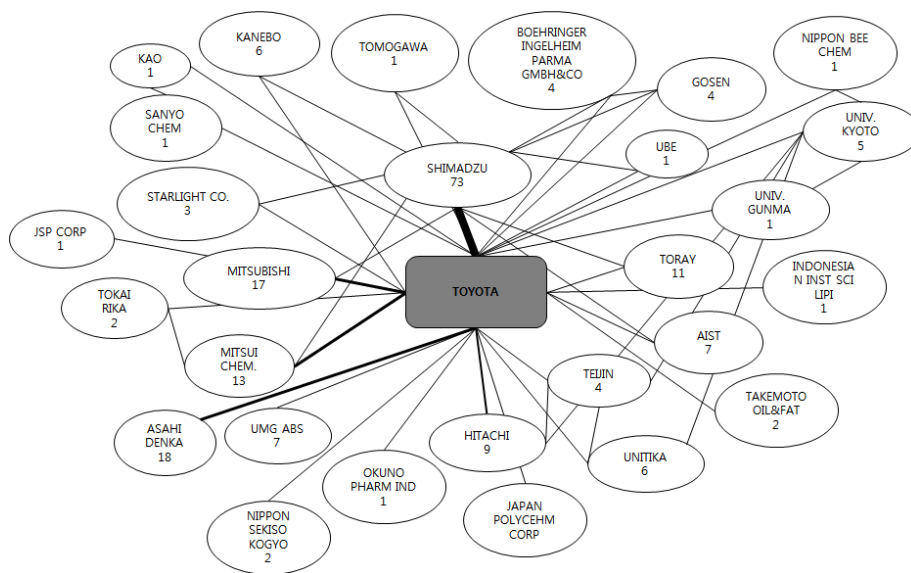 KAO
1
KANEBO
6
TOMOGAWA
1
BOEHRINGER
INGELHEIM
PARMA
GMBH&CO
4
GOSEN
4
NIPPON BEE
CHEM
1
SANYO
CHEM
1
UNIV.
KYOTO
5
SHIMADZU
73
UBE
1
STARLIGHT CO.
3
UNIV.
GUNMA
1
JSP CORP
1
MITSUBISHI
17
TOYOTA
TORAY
11
INDONESIA
N INST SCI
LIPI
1
TOKAI
RIKA
2
MITSUI
CHEM.
13
AIST
7
TEIJIN
4
TAKEMOTO
OIL&FAT
2
ASAHI
DENKA
18
UMG ABS
7
HITACHI
9
UNITIKA
6
OKUNO
PHARM IND
1
JAPAN
POLYCEHM
CORP
NIPPON
SEKISO
KOGYO
2